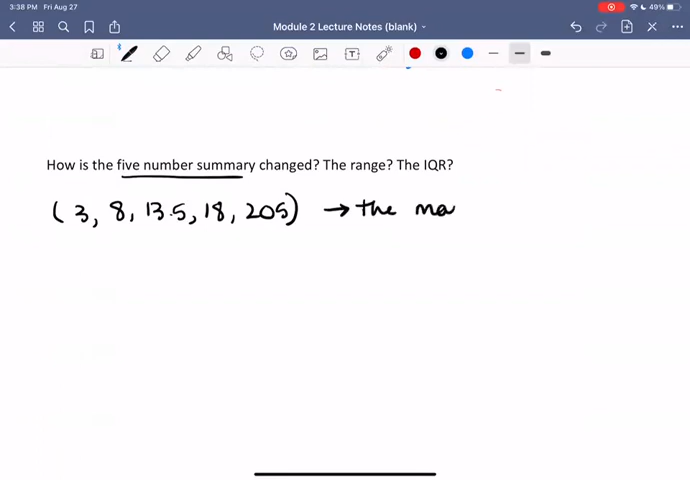 3:38 PM Fri Aug 27 49%
Module 2 Lecture Notes (blank)
How is the five number summary changed? The range? The IQR?
( 3, 8, 13.5, 18, 205) → the ma